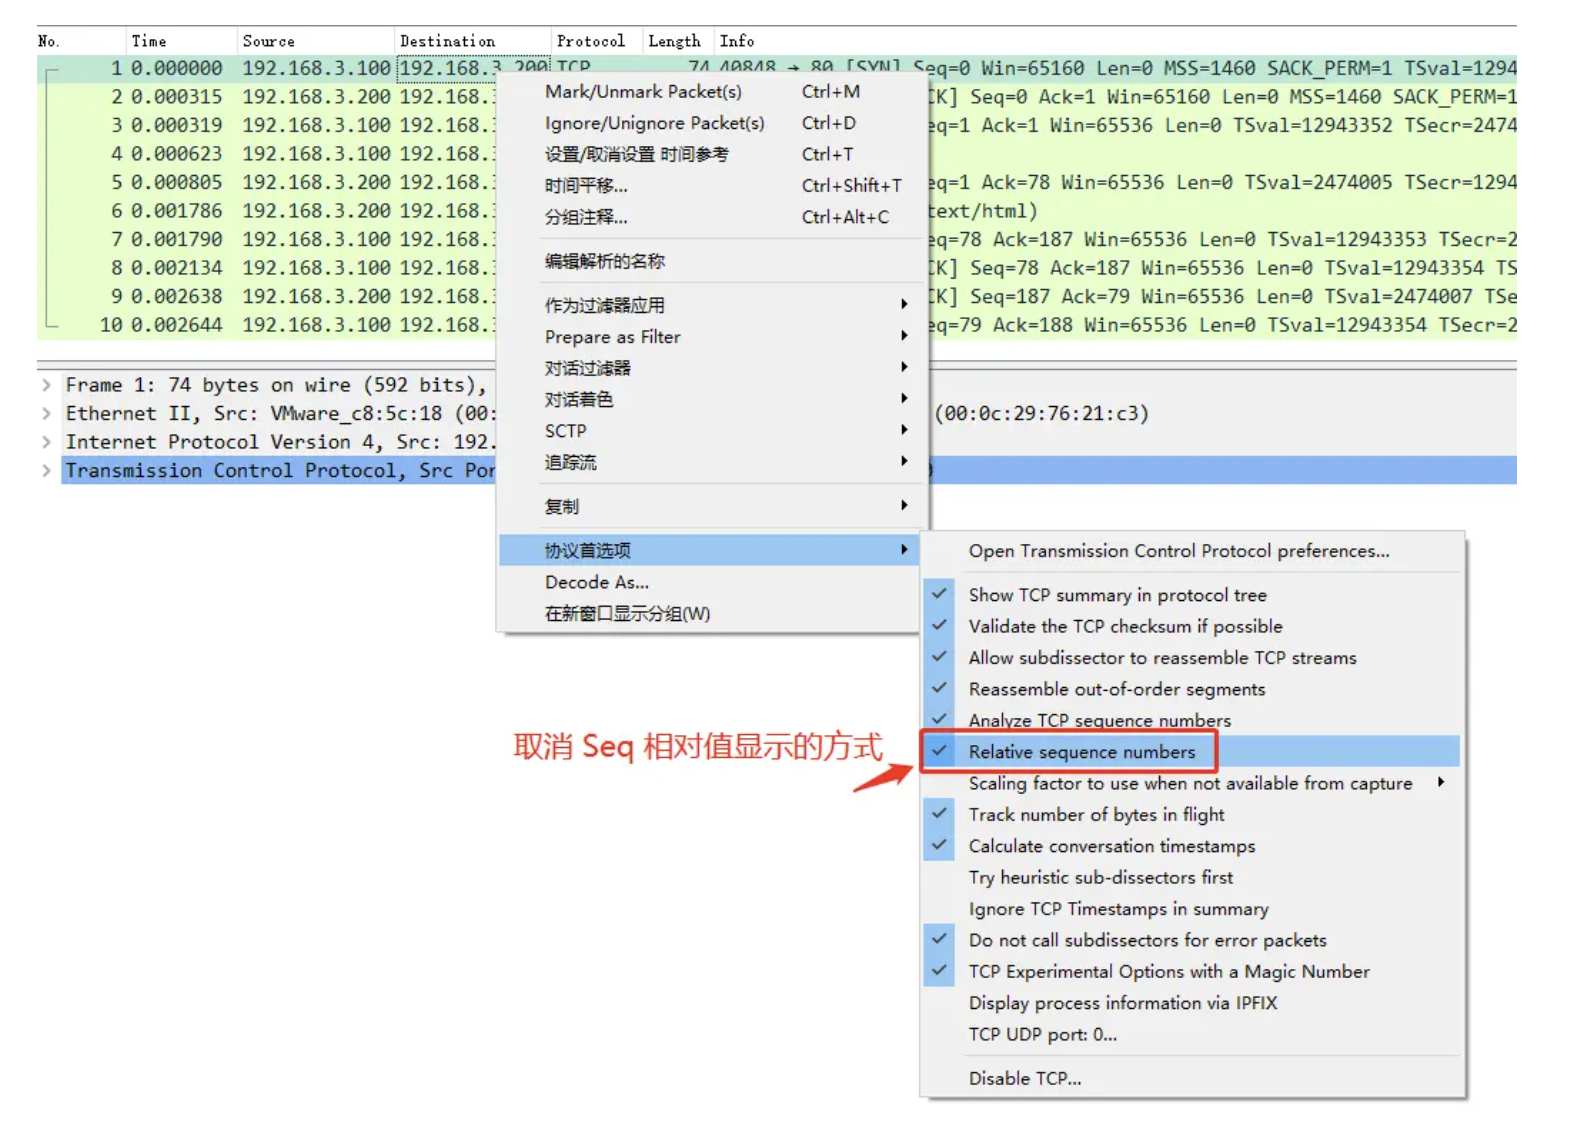 No. Time Source Destination Protocol Length Info
1 0.000000 192.168.3.100 192.168.3.200 TCP 74 40848 → 80 [SYN] Seq=0 Win=65160 Len=0 MSS=1460 SACK_PERM=1 TSval=1294
2 0.000315 192.168.3.200 192.168. CK] Seq=0 Ack=1 Win=65160 Len=0 MSS=1460 SACK_PERM=1
3 0.000319 192.168.3.100 192.168. eq=1 Ack=1 Win=65536 Len=0 TSval=12943352 TSecr=2474
4 0.000623 192.168.3.100 192.168.
5 0.000805 192.168.3.200 192.168. eq=1 Ack=78 Win=65536 Len=0 TSval=2474005 TSecr=1294
6 0.001786 192.168.3.200 192.168. text/html)
7 0.001790 192.168.3.100 192.168. eq=78 Ack=187 Win=65536 Len=0 TSval=12943353 TSecr=2
8 0.002134 192.168.3.100 192.168. CK] Seq=78 Ack=187 Win=65536 Len=0 TSval=12943354 TS
9 0.002638 192.168.3.200 192.168. CK] Seq=187 Ack=79 Win=65536 Len=0 TSval=2474007 TSe
10 0.002644 192.168.3.100 192.168. eq=79 Ack=188 Win=65536 Len=0 TSval=12943354 TSecr=2
Frame 1: 74 bytes on wire (592 bits),
Ethernet II, Src: VMware_c8:5c:18 (00: (00:0c:29:76:21:c3)
Internet Protocol Version 4, Src: 192.
Transmission Control Protocol, Src Por
Mark/Unmark Packet(s) Ctrl+M
Ignore/Unignore Packet(s) Ctrl+D
设置/取消设置 时间参考 Ctrl+T
时间平移... Ctrl+Shift+T
分组注释... Ctrl+Alt+C
编辑解析的名称
作为过滤器应用
Prepare as Filter
对话过滤器
对话着色
SCTP
追踪流
复制
协议首选项
Decode As...
在新窗口显示分组(W)
Open Transmission Control Protocol preferences...
Show TCP summary in protocol tree
Validate the TCP checksum if possible
Allow subdissector to reassemble TCP streams
Reassemble out-of-order segments
Analyze TCP sequence numbers
取消 Seq 相对值显示的方式
Relative sequence numbers
Scaling factor to use when not available from capture
Track number of bytes in flight
Calculate conversation timestamps
Try heuristic sub-dissectors first
Ignore TCP Timestamps in summary
Do not call subdissectors for error packets
TCP Experimental Options with a Magic Number
Display process information via IPFIX
TCP UDP port: 0...
Disable TCP...